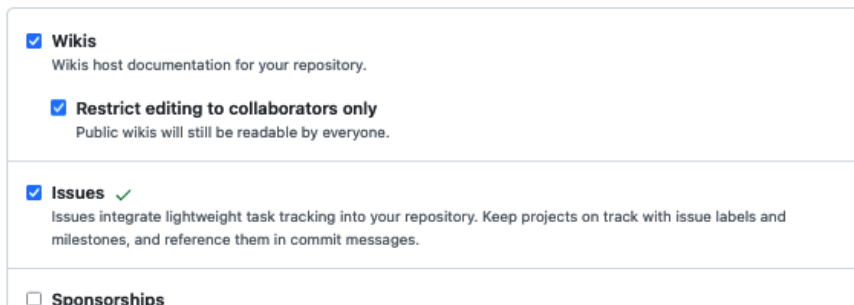 Wikis
Wikis host documentation for your repository.
Restrict editing to collaborators only
Public wikis will still be readable by everyone.
Issues
Issues integrate lightweight task tracking into your repository. Keep projects on track with issue labels and
milestones, and reference them in commit messages.
Sponsorships